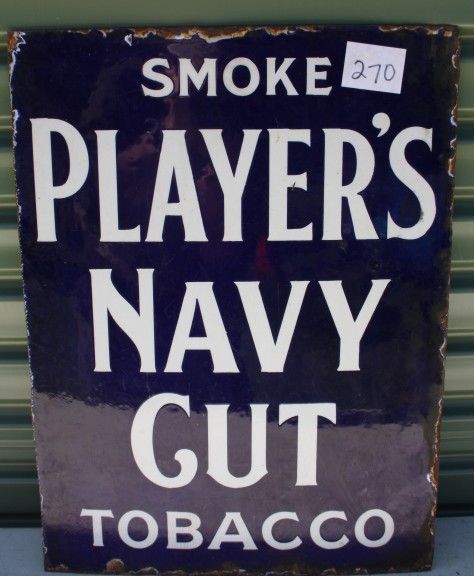 SMOKE
270
PLAYER'S
NAVY
CUT
TOBACCO